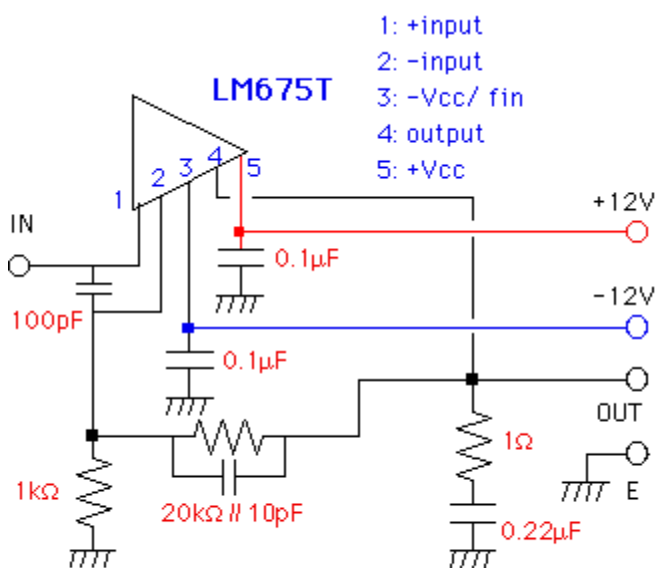 1: +input
2: -input
LM675T
3: -Vcc/ fin
4: output
5: +Vcc
1
2
3
4
5
+12V
IN
0.1µF
-12V
100pF
0.1µF
OUT
1Ω
1kΩ
20kΩ // 10pF
E
0.22µF